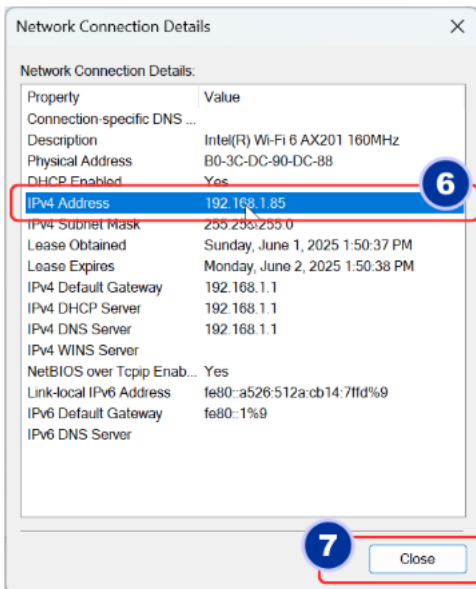 Network Connection Details
Network Connection Details:
Property Value
Connection-specific DNS ...
Description Intel(R) Wi-Fi 6 AX201 160MHz
Physical Address B0-3C-DC-90-DC-88
DHCP Enabled Yes
6
IPv4 Address 192.168.1.85
IPv4 Subnet Mask 255.255.255.0
Lease Obtained Sunday, June 1, 2025 1:50:37 PM
Lease Expires Monday, June 2, 2025 1:50:38 PM
IPv4 Default Gateway 192.168.1.1
IPv4 DHCP Server 192.168.1.1
IPv4 DNS Server 192.168.1.1
IPv4 WINS Server
NetBIOS over Tcpip Enab... Yes
Link-local IPv6 Address fe80::a526:512a:cb14:7ffd%9
IPv6 Default Gateway fe80::1%9
IPv6 DNS Server
7
Close